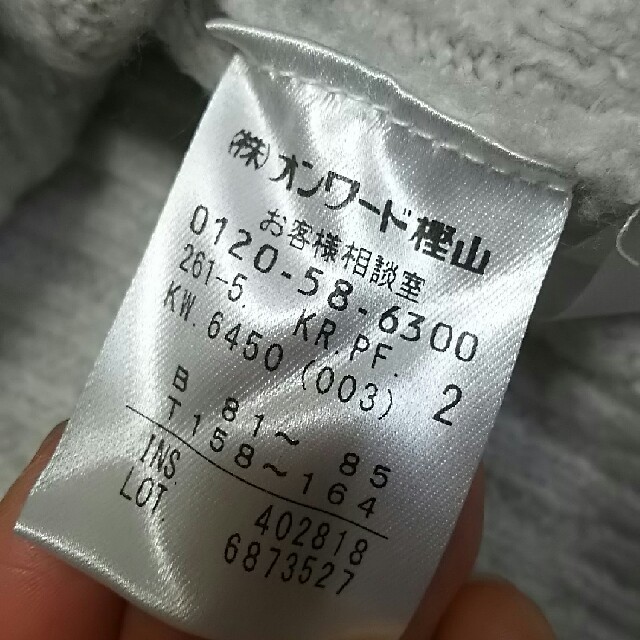 (株)オンワード樫山
お客様相談室
0120-58-6300
261-5. KR.PF.
KW.6450(003) 2
B 81~ 85
T 158~164
INS. 402818
LOT. 6873527